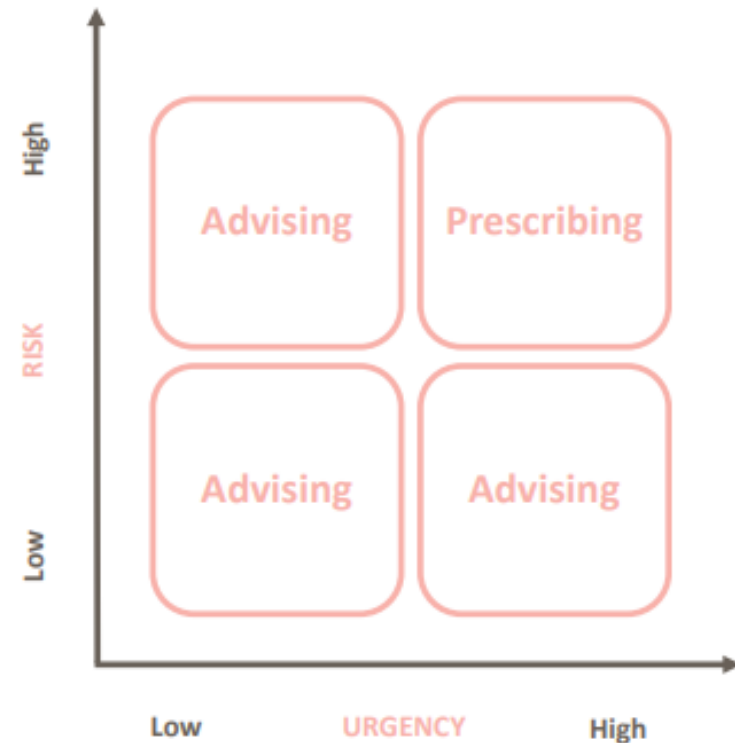 High
Advising
Prescribing
RISK
Advising
Advising
Low
Low
URGENCY
High